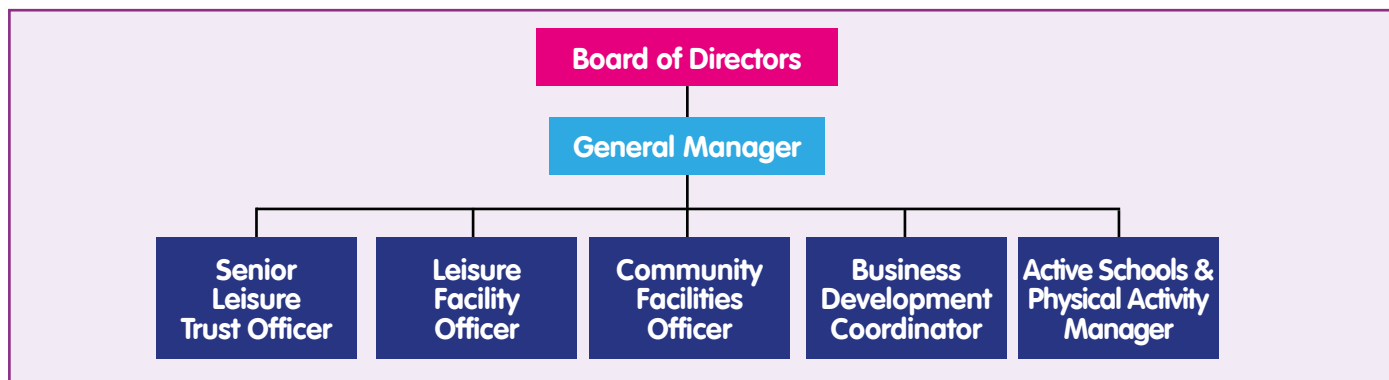 Board of Directors
General Manager
Senior
Leisure
Trust Officer
Leisure
Facility
Officer
Community
Facilities
Officer
Business
Development
Coordinator
Active Schools &
Physical Activity
Manager